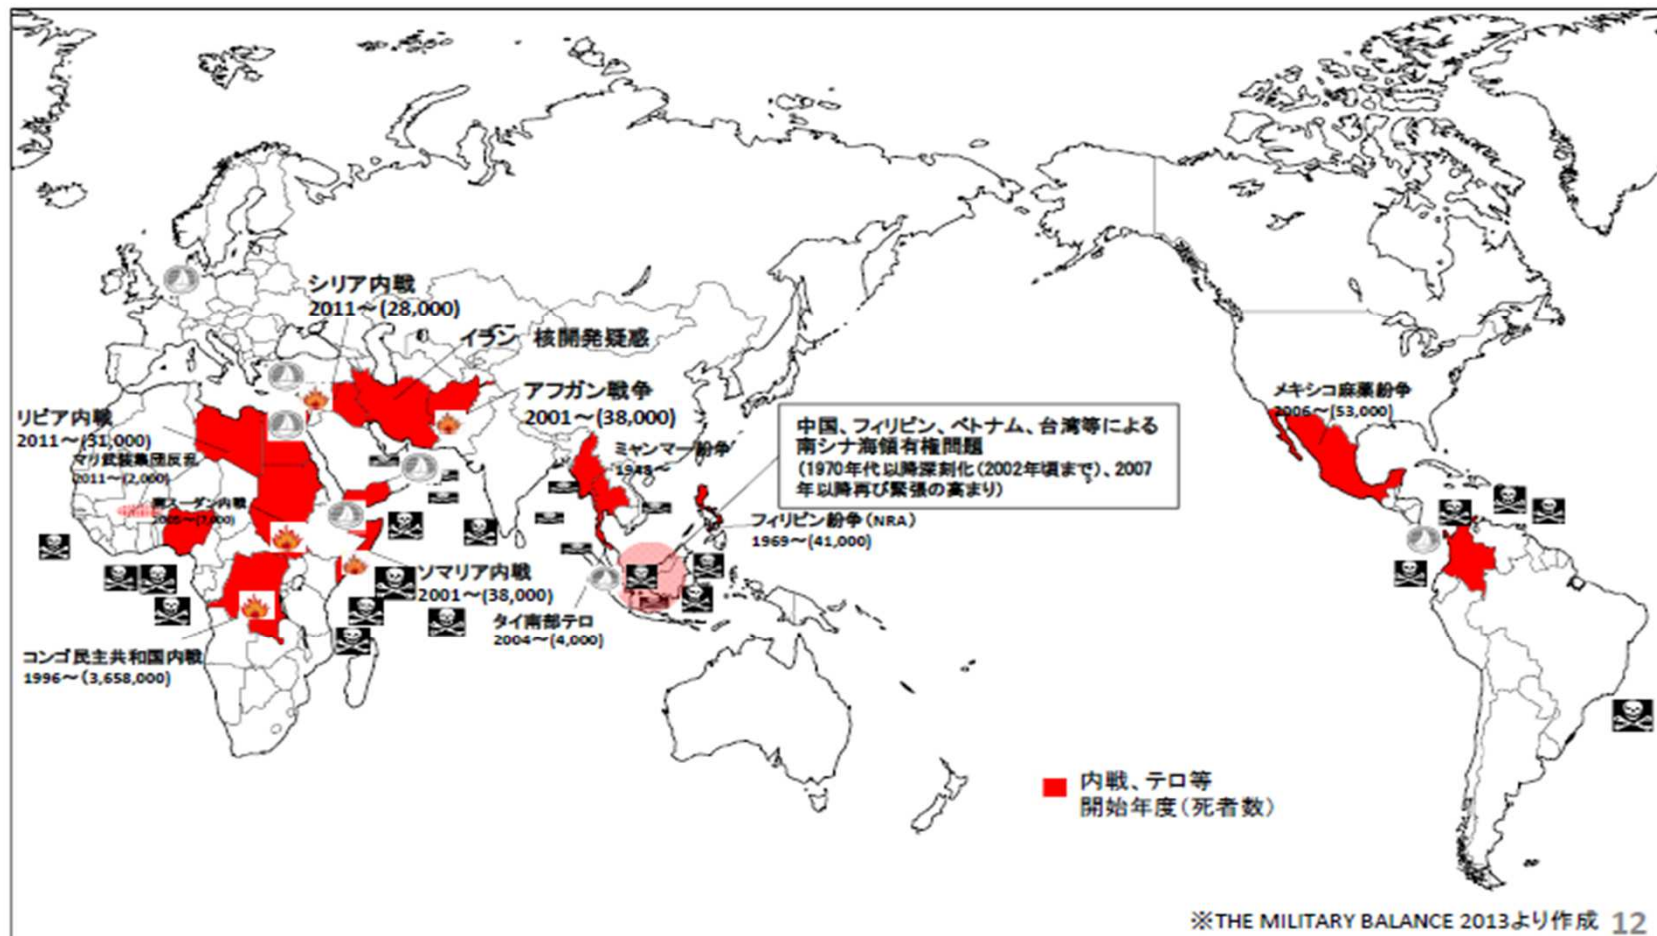 シリア内戦
2011～(28,000)
イラン 核開発疑惑
アフガン戦争
2001～(38,000)
リビア内戦
2011～(31,000)
マリ武装集団反乱
2011～(2,000)
南スーダン内戦
ミャンマー紛争
1948～
中国、フィリピン、ベトナム、台湾等による
南シナ海領有権問題
(1970年代以降深刻化(2002年頃まで)、2007
年以降再び緊張の高まり)
メキシコ麻薬紛争
2006～(53,000)
フィリピン紛争(NRA)
1969～(41,000)
ソマリア内戦
2001～(38,000)
タイ南部テロ
2004～(4,000)
コンゴ民主共和国内戦
1996～(3,658,000)
内戦、テロ等
開始年度(死者数)
※THE MILITARY BALANCE 2013より作成 12